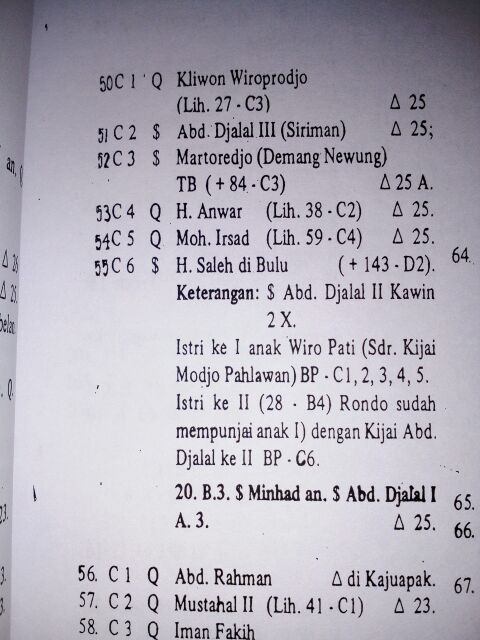 50 C 1 Q Kliwon Wiroprodjo
(Lih. 27 - C3) Δ 25
51 C 2 $ Abd. Djalal III (Siriman) Δ 25;
52 C 3 $ Martoredjo (Demang Newung)
TB ( + 84 - C3) Δ 25 A.
53 C 4 Q H. Anwar (Lih. 38 - C2) Δ 25.
54 C 5 Q Moh. Irsad (Lih. 59 - C4) Δ 25.
55 C 6 $ H. Saleh di Bulu ( + 143 - D2).
Keterangan: $ Abd. Djalal II Kawin
2 X.
Istri ke I anak Wiro Pati (Sdr. Kijai
Modjo Pahlawan) BP - C1, 2, 3, 4, 5.
Istri ke II (28 - B4) Rondo sudah
mempunjai anak I) dengan Kijai Abd.
Djalal ke II BP - C6.
20. B.3. $ Minhad an. $ Abd. Djalal I
A. 3. Δ 25.
56. C 1 Q Abd. Rahman Δ di Kajuapak.
57. C 2 Q Mustahal II (Lih. 41 - C1) Δ 23.
58. C 3 Q Iman Fakih
64.
65.
66.
67.
an,
Δ 26
Δ 25.
belan.
. Q.
23.
3.
3.